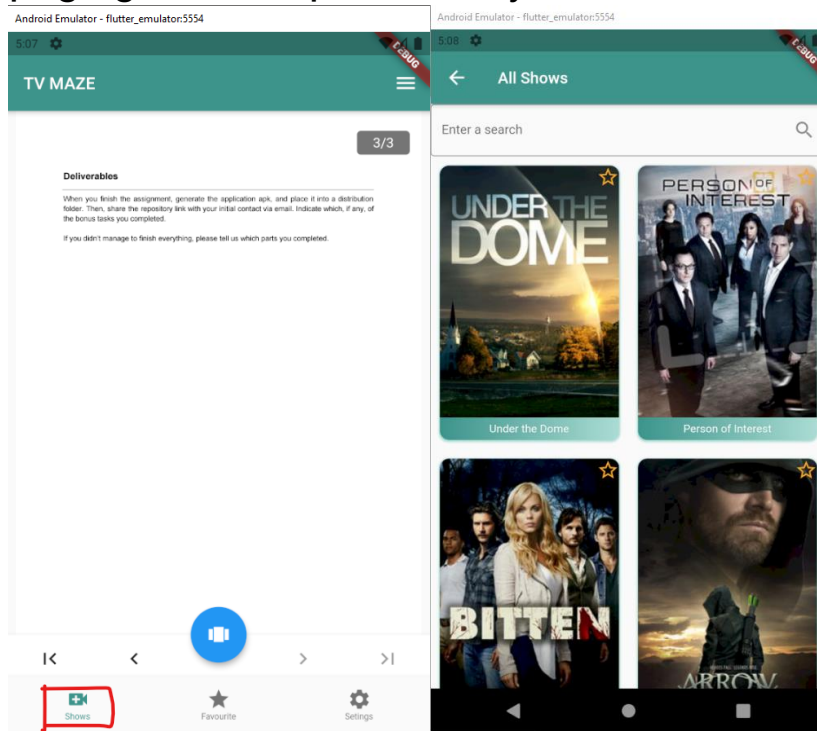 Android Emulator - flutter_emulator:5554
5:07
DEBUG
TV MAZE
3/3
Deliverables
When you finish the assignment, generate the application apk, and place it into a distribution
folder. Then, share the repository link with your initial contact via email. Indicate which, if any, of
the bonus tasks you completed.
If you didn't manage to finish everything, please tell us which parts you completed.
Shows
Favourite
Setings
Android Emulator - flutter_emulator:5554
5:08
DEBUG
All Shows
Enter a search
UNDER THE
DOME
Under the Dome
PERSON OF
INTEREST
Person of Interest
BITTEN
ARROW